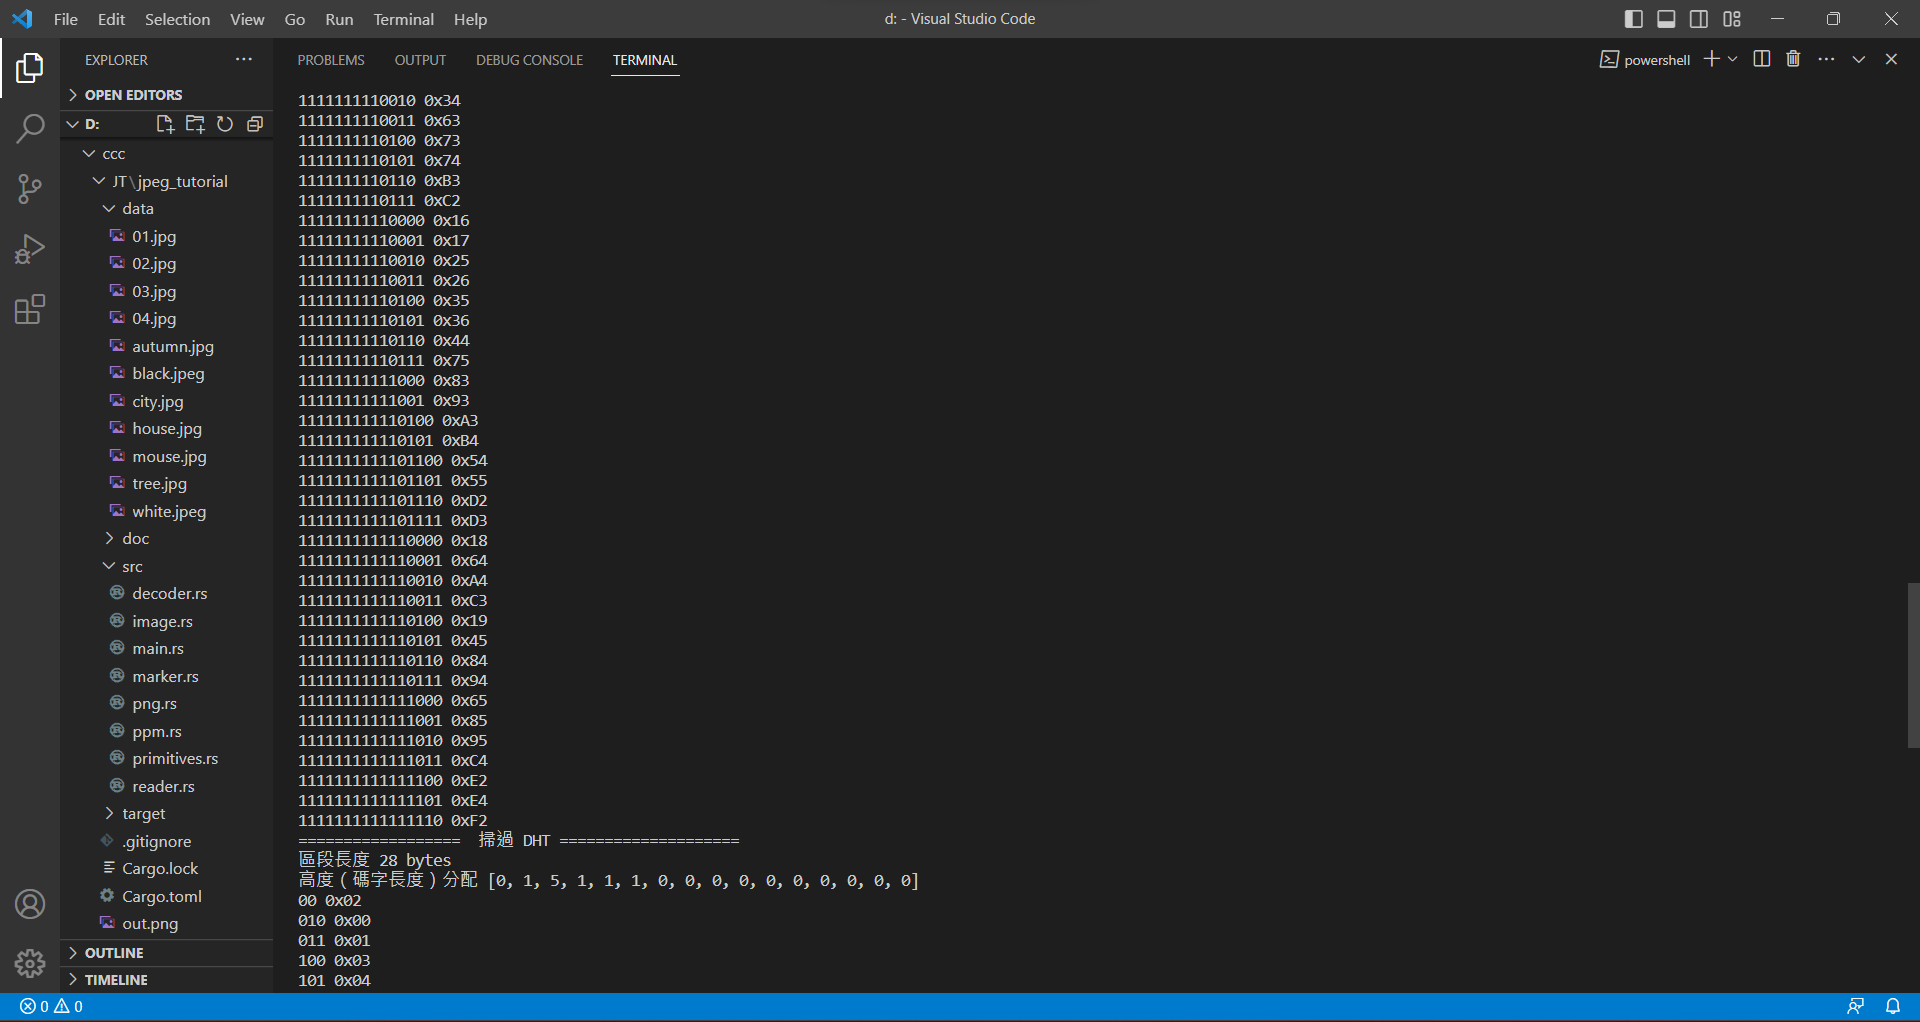 File Edit Selection View Go Run Terminal Help
d: - Visual Studio Code
EXPLORER
OPEN EDITORS
D:
ccc
JT\jpeg_tutorial
data
01.jpg
02.jpg
03.jpg
04.jpg
autumn.jpg
black.jpeg
city.jpg
house.jpg
mouse.jpg
tree.jpg
white.jpeg
doc
src
decoder.rs
image.rs
main.rs
marker.rs
png.rs
ppm.rs
primitives.rs
reader.rs
target
.gitignore
Cargo.lock
Cargo.toml
out.png
OUTLINE
TIMELINE
PROBLEMS OUTPUT DEBUG CONSOLE TERMINAL
powershell
1111111110010 0x34
1111111110011 0x63
1111111110100 0x73
1111111110101 0x74
1111111110110 0xB3
1111111110111 0xC2
11111111110000 0x16
11111111110001 0x17
11111111110010 0x25
11111111110011 0x26
11111111110100 0x35
11111111110101 0x36
11111111110110 0x44
11111111110111 0x75
11111111111000 0x83
11111111111001 0x93
111111111110100 0xA3
111111111110101 0xB4
1111111111101100 0x54
1111111111101101 0x55
1111111111101110 0xD2
1111111111101111 0xD3
1111111111110000 0x18
1111111111110001 0x64
1111111111110010 0xA4
1111111111110011 0xC3
1111111111110100 0x19
1111111111110101 0x45
1111111111110110 0x84
1111111111110111 0x94
1111111111111000 0x65
1111111111111001 0x85
1111111111111010 0x95
1111111111111011 0xC4
1111111111111100 0xE2
1111111111111101 0xE4
1111111111111110 0xF2
================== 掃過 DHT ====================
區段長度 28 bytes
高度（碼字長度）分配 [0, 1, 5, 1, 1, 1, 0, 0, 0, 0, 0, 0, 0, 0, 0, 0]
00 0x02
010 0x00
011 0x01
100 0x03
101 0x04
0 0